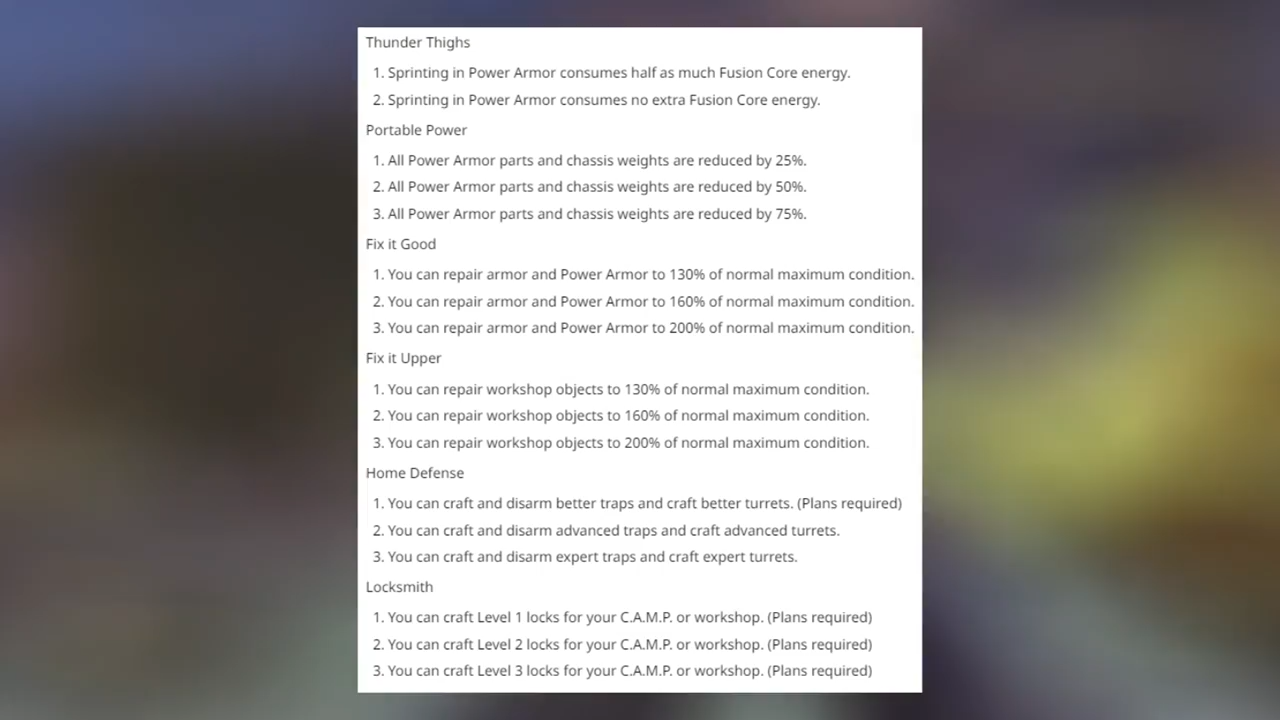 Thunder Thighs
1. Sprinting in Power Armor consumes half as much Fusion Core energy.
2. Sprinting in Power Armor consumes no extra Fusion Core energy.
Portable Power
1. All Power Armor parts and chassis weights are reduced by 25%.
2. All Power Armor parts and chassis weights are reduced by 50%.
3. All Power Armor parts and chassis weights are reduced by 75%.
Fix it Good
1. You can repair armor and Power Armor to 130% of normal maximum condition.
2. You can repair armor and Power Armor to 160% of normal maximum condition.
3. You can repair armor and Power Armor to 200% of normal maximum condition.
Fix it Upper
1. You can repair workshop objects to 130% of normal maximum condition.
2. You can repair workshop objects to 160% of normal maximum condition.
3. You can repair workshop objects to 200% of normal maximum condition.
Home Defense
1. You can craft and disarm better traps and craft better turrets. (Plans required)
2. You can craft and disarm advanced traps and craft advanced turrets.
3. You can craft and disarm expert traps and craft expert turrets.
Locksmith
1. You can craft Level 1 locks for your C.A.M.P. or workshop. (Plans required)
2. You can craft Level 2 locks for your C.A.M.P. or workshop. (Plans required)
3. You can craft Level 3 locks for your C.A.M.P. or workshop. (Plans required)